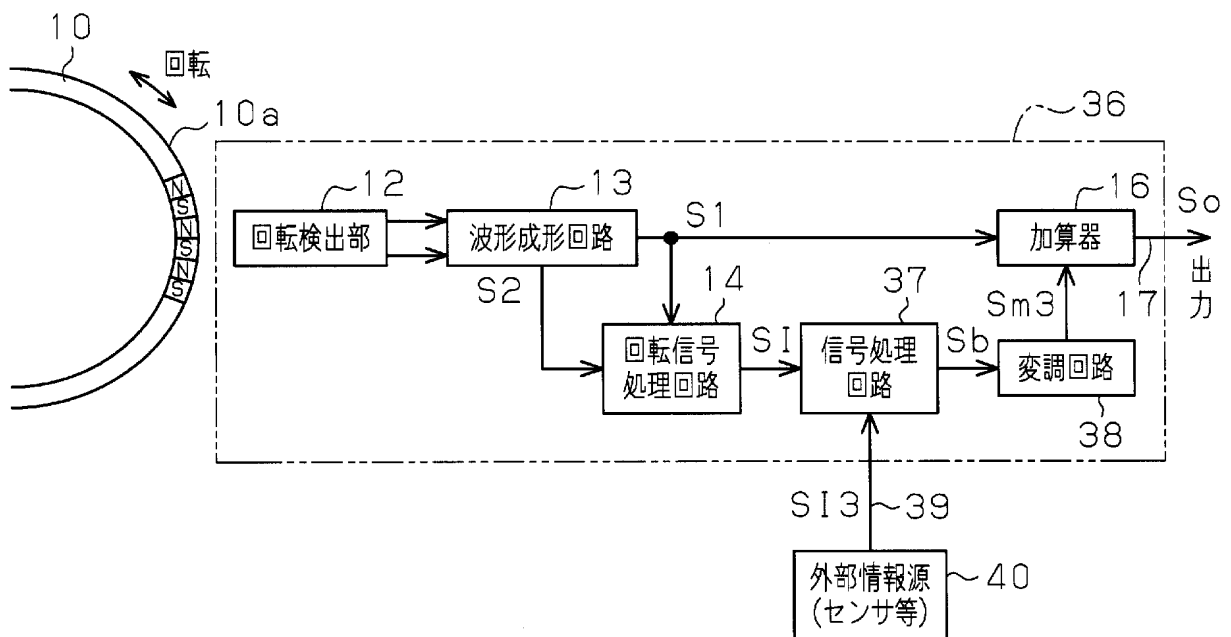 10
回転
10a
36
N
S
N
S
N
S
12
回転検出部
13
波形成形回路
S1
S2
16
加算器
So
17
出力
14
回転信号
処理回路
SI
37
信号処理
回路
Sb
Sm3
変調回路
38
SI3
39
外部情報源
(センサ等)
40